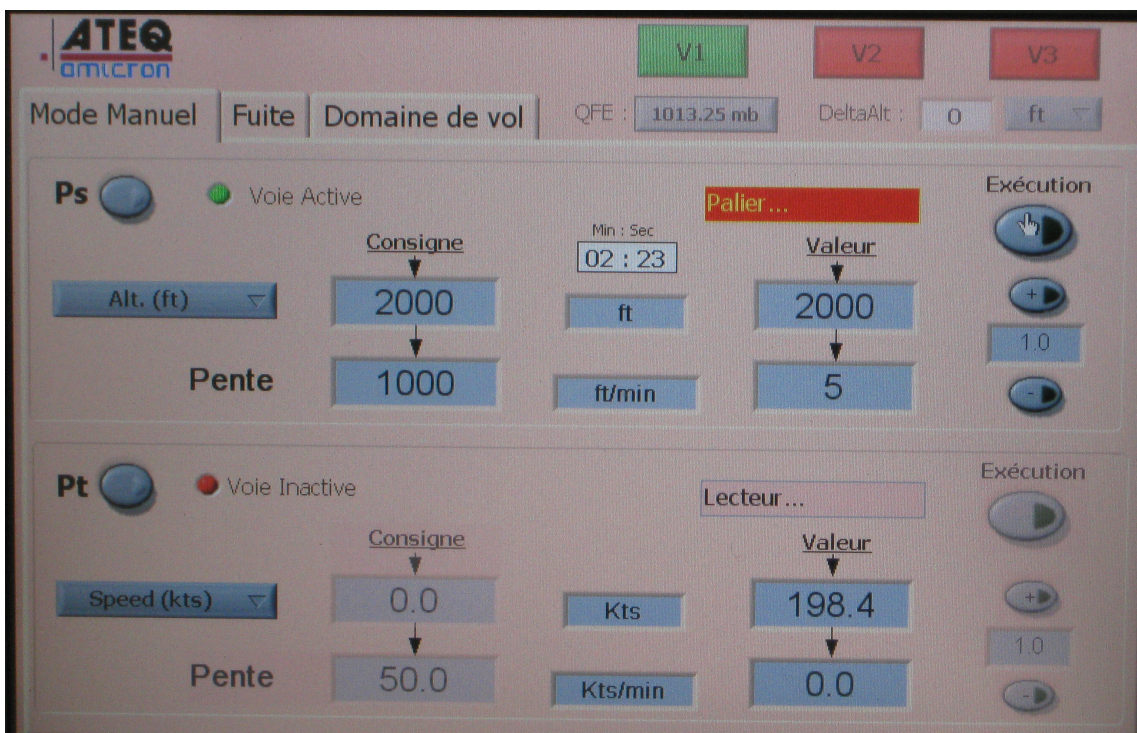 ATEQ
omicron
V1 V2 V3
Mode Manuel Fuite Domaine de vol QFE : 1013.25 mb DeltaAlt : 0 ft
Ps Voie Active Palier... Exécution
Consigne Min : Sec Valeur
02 : 23
Alt. (ft) 2000 ft 2000 +
1.0
Pente 1000 ft/min 5 -
Pt Voie Inactive Lecteur... Exécution
Consigne Valeur
Speed (kts) 0.0 Kts 198.4 +
1.0
Pente 50.0 Kts/min 0.0 -